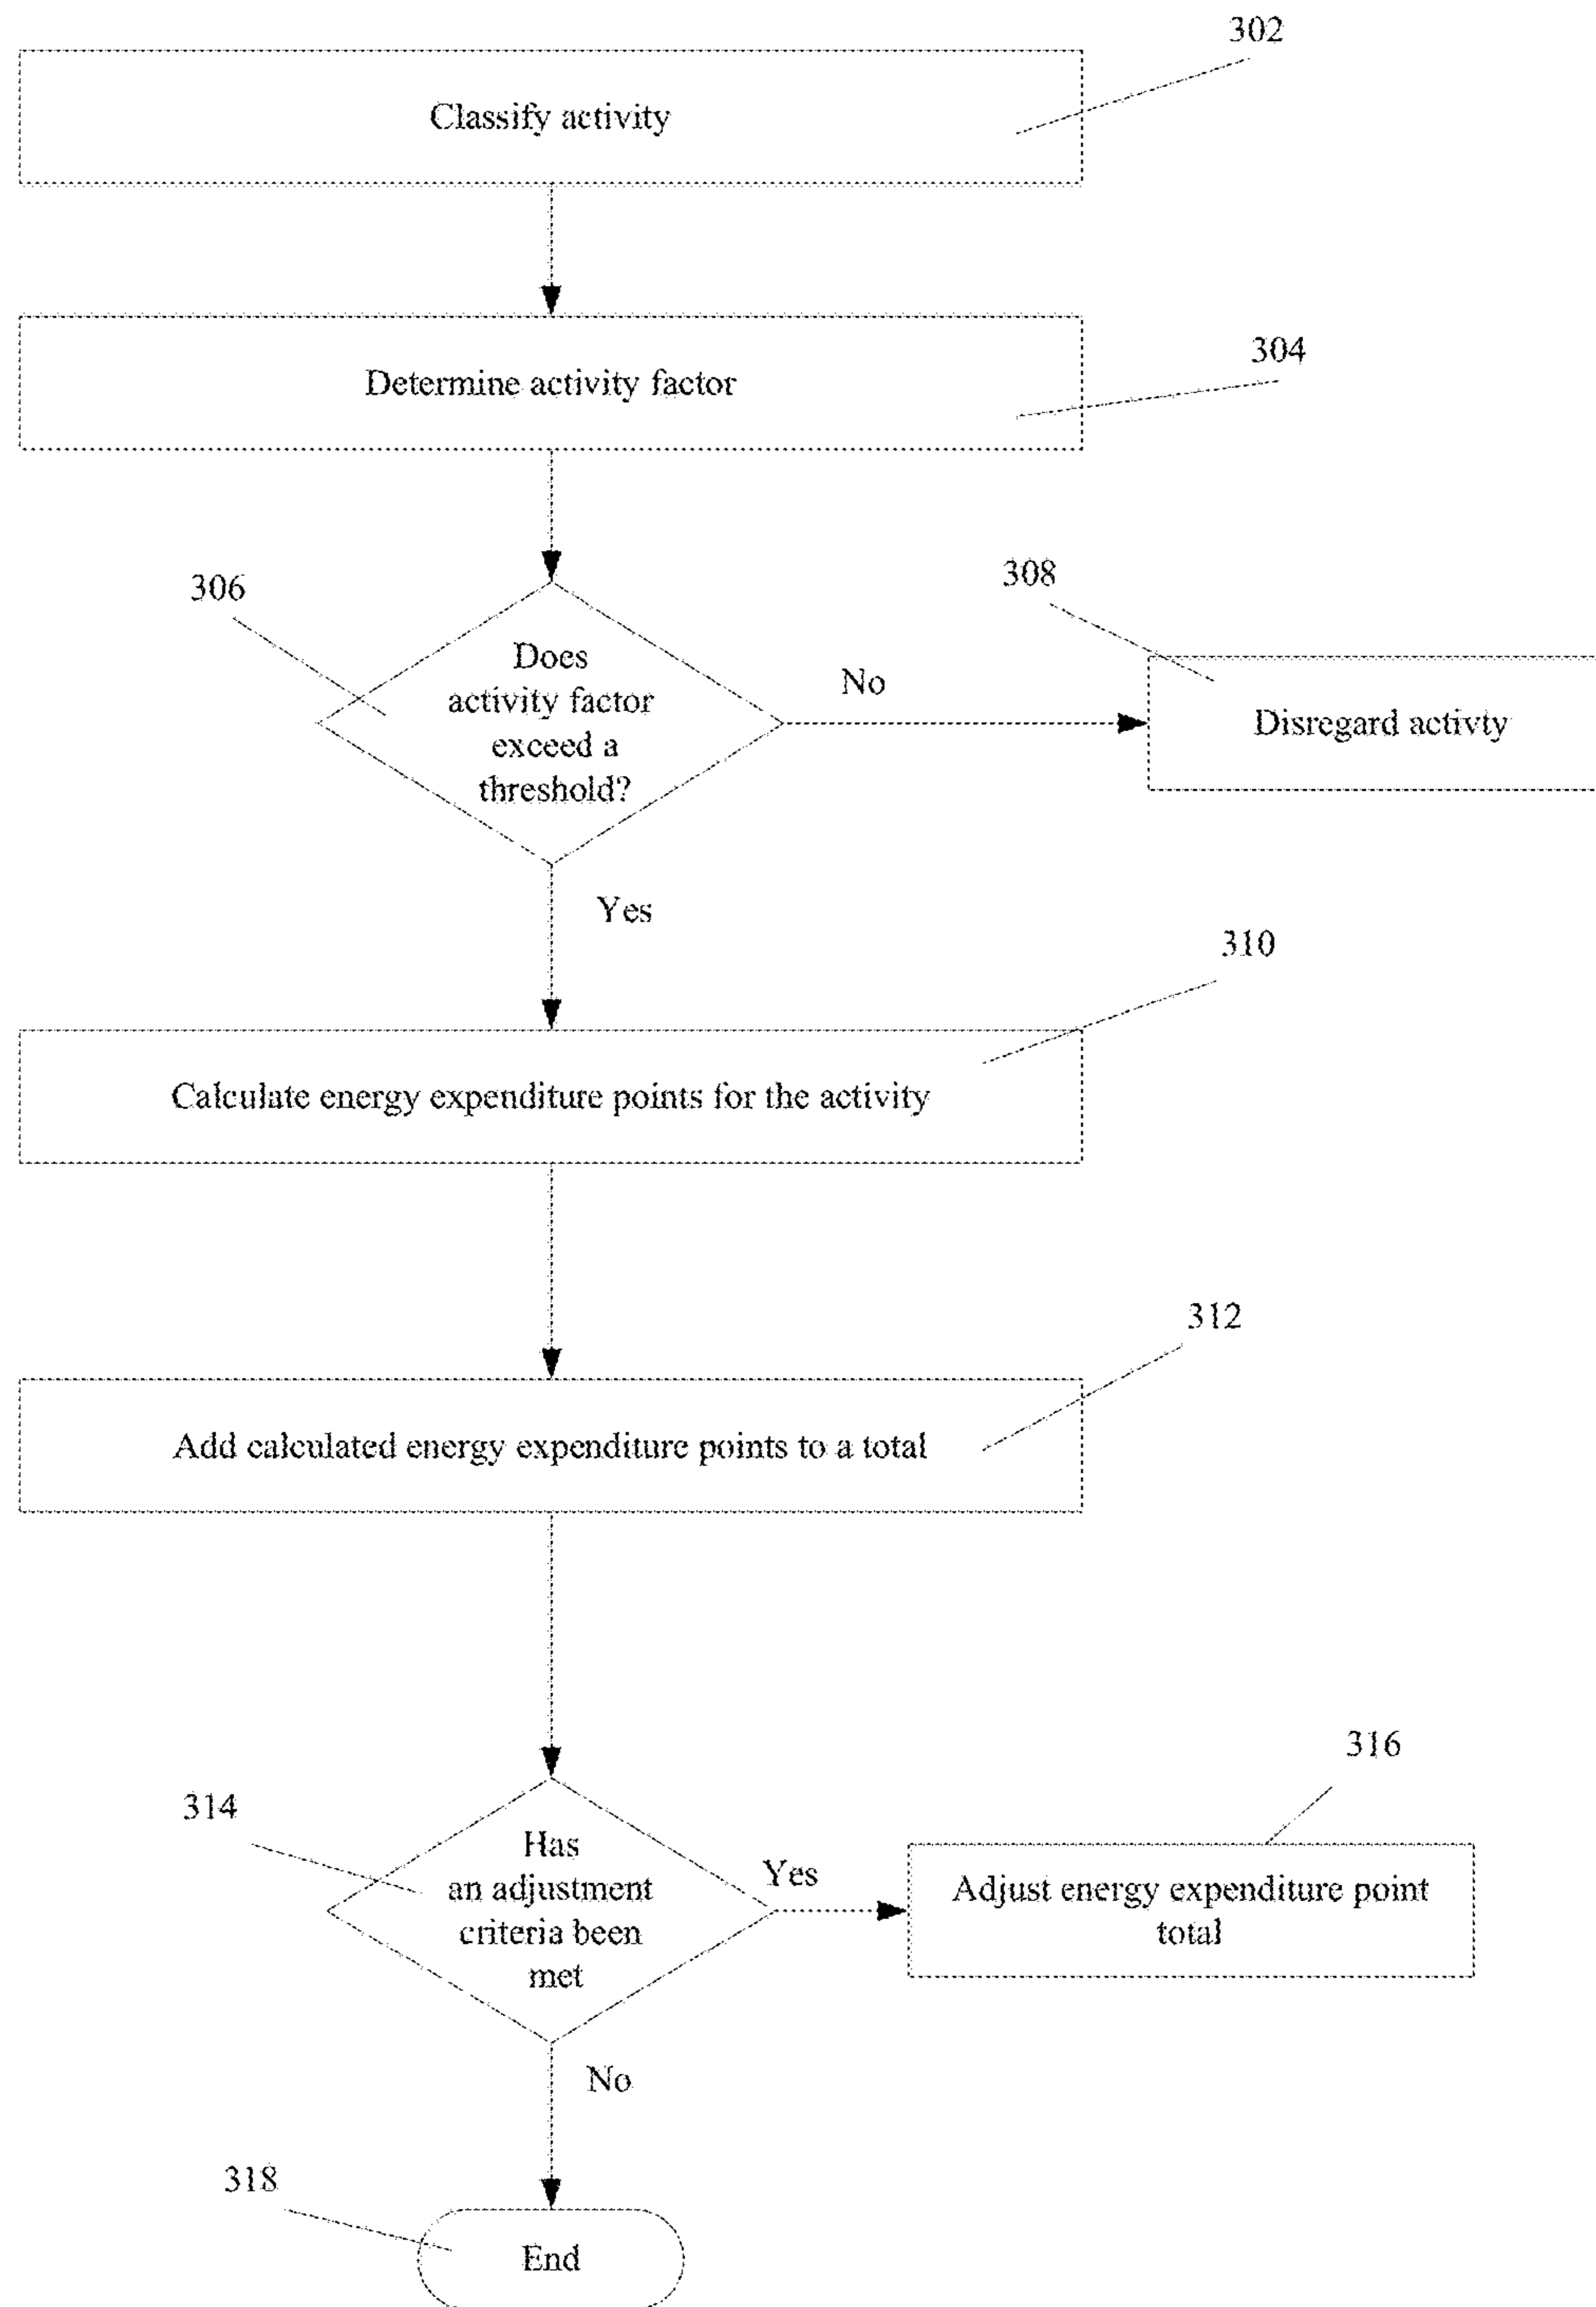 302
Classify activity
304
Determine activity factor
306
308
Does
activity factor
exceed a
threshold?
No
Disregard activty
Yes
310
Calculate energy expenditure points for the activity
312
Add calculated energy expenditure points to a total
314
316
Has
an adjustment
criteria been
met
Yes
Adjust energy expenditure point
total
No
318
End